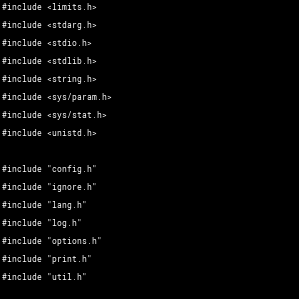 #include <limits.h>
#include <stdarg.h>
#include <stdio.h>
#include <stdlib.h>
#include <string.h>
#include <sys/param.h>
#include <sys/stat.h>
#include <unistd.h>

#include "config.h"
#include "ignore.h"
#include "lang.h"
#include "log.h"
#include "options.h"
#include "print.h"
#include "util.h"